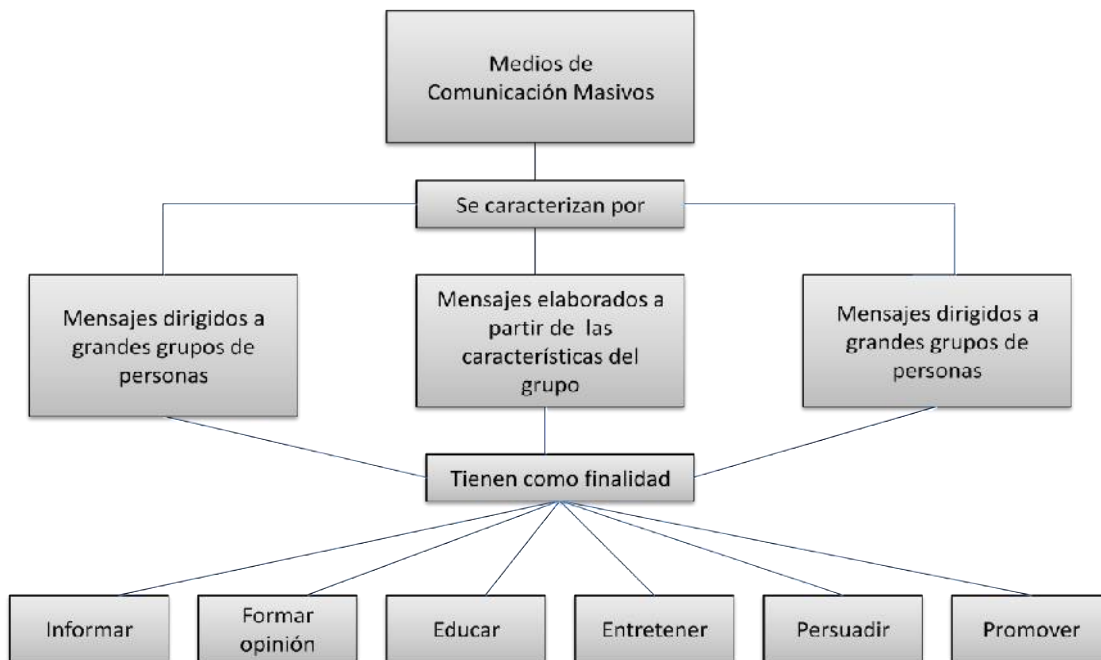 Medios de
Comunicación Masivos
Se caracterizan por
Mensajes dirigidos a
grandes grupos de
personas
Mensajes elaborados a
partir de las
características del
grupo
Mensajes dirigidos a
grandes grupos de
personas
Tienen como finalidad
Informar
Formar
opinión
Educar
Entretener
Persuadir
Promover